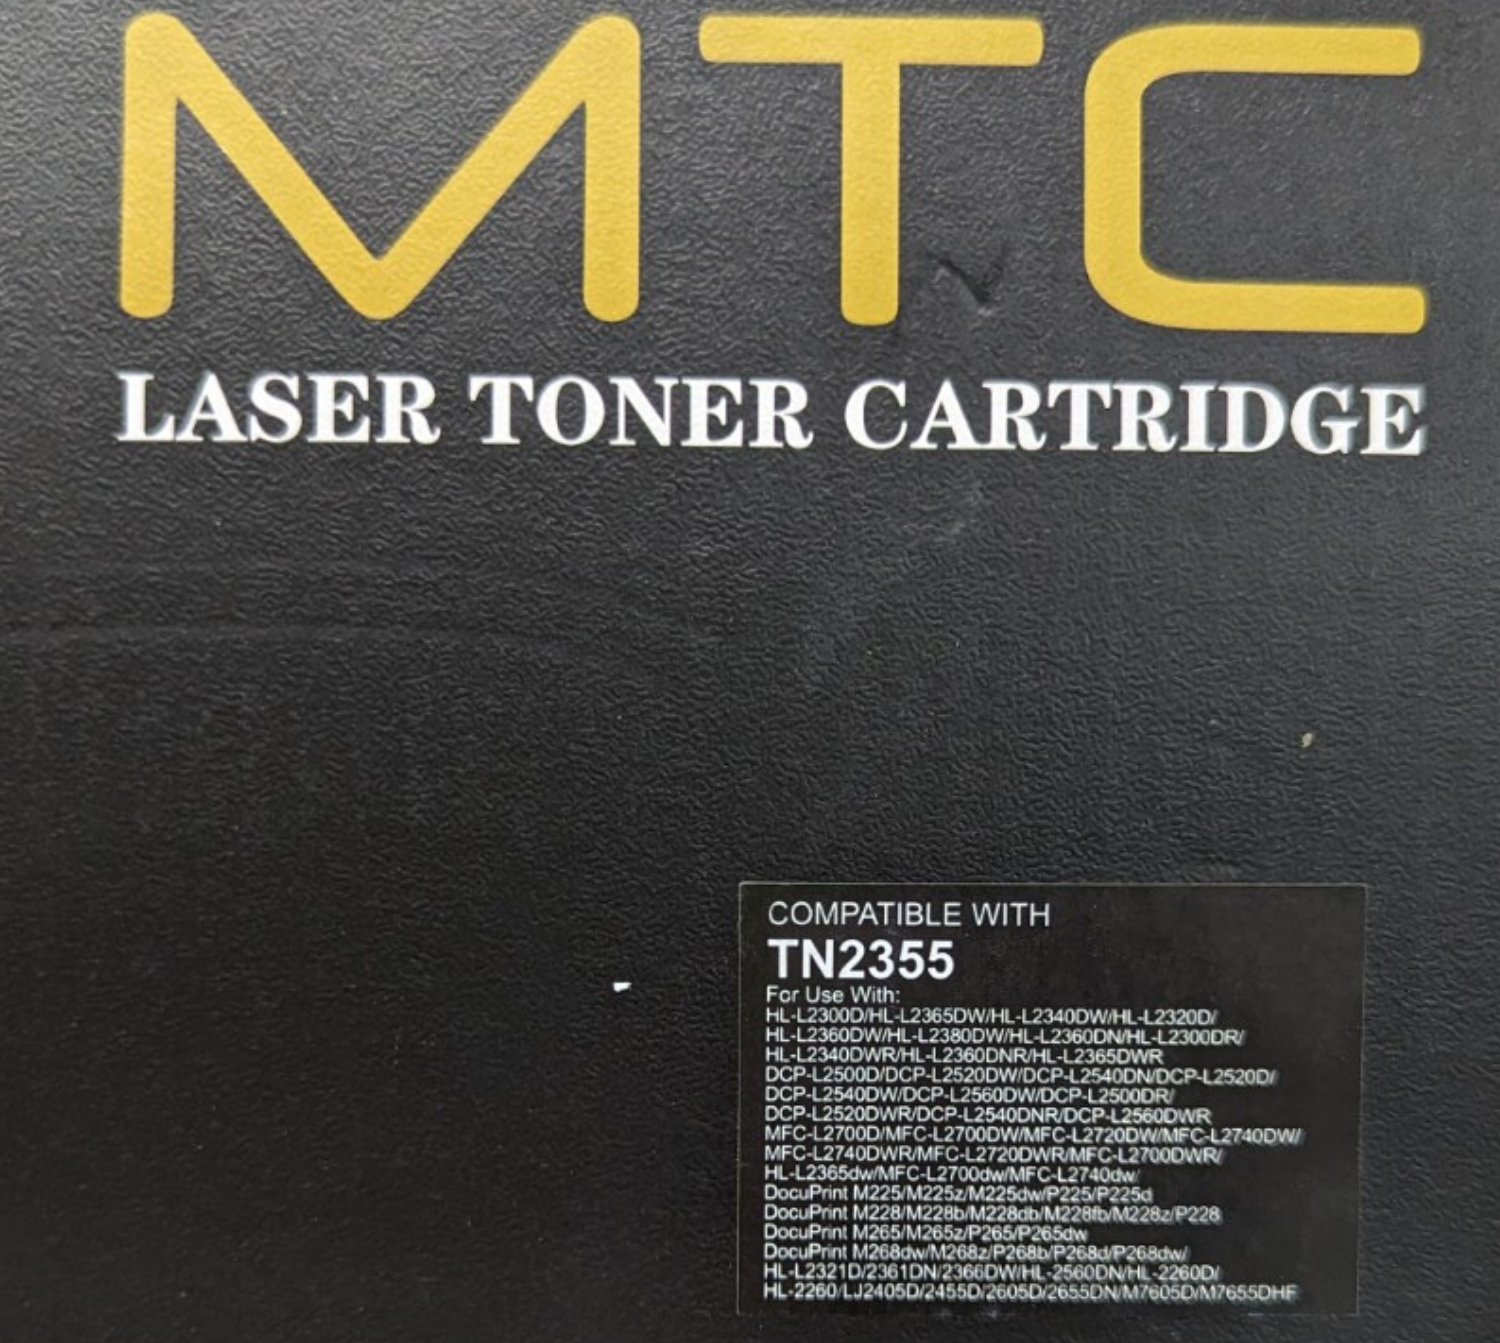 MTC
LASER TONER CARTRIDGE
COMPATIBLE WITH
TN2355
For Use With:
HL-L2300D/HL-L2365DW/HL-L2340DW/HL-L2320D/
HL-L2360DW/HL-L2380DW/HL-L2360DN/HL-L2300DR/
HL-L2340DWR/HL-L2360DNR/HL-L2365DWR
DCP-L2500D/DCP-L2520DW/DCP-L2540DN/DCP-L2520D/
DCP-L2540DW/DCP-L2560DW/DCP-L2500DR/
DCP-L2520DWR/DCP-L2540DNR/DCP-L2560DWR
MFC-L2700D/MFC-L2700DW/MFC-L2720DW/MFC-L2740DW/
MFC-L2740DWR/MFC-L2720DWR/MFC-L2700DWR/
HL-L2365dw/MFC-L2700dw/MFC-L2740dw/
DocuPrint M225/M225z/M225dw/P225/P225d
DocuPrint M228/M228b/M228db/M228fb/M228z/P228
DocuPrint M265/M265z/P265/P265dw
DocuPrint M268dw/M268z/P268b/P268d/P268dw/
HL-L2321D/2361DN/2366DW/HL-2560DN/HL-2260D/
HL-2260/LJ2405D/2455D/2605D/2655DN/M7605D/M7655DHF